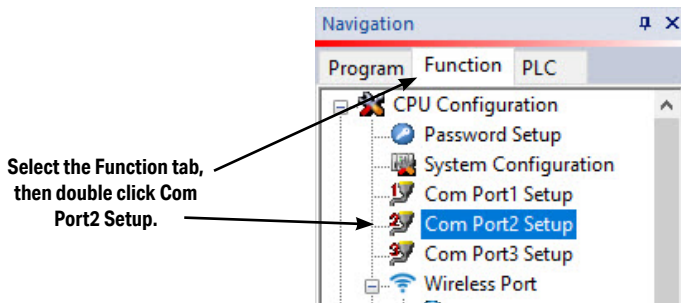 Navigation
Program Function PLC
CPU Configuration
Password Setup
System Configuration
Com Port1 Setup
Select the Function tab,
then double click Com
Port2 Setup.
Com Port2 Setup
Com Port3 Setup
Wireless Port